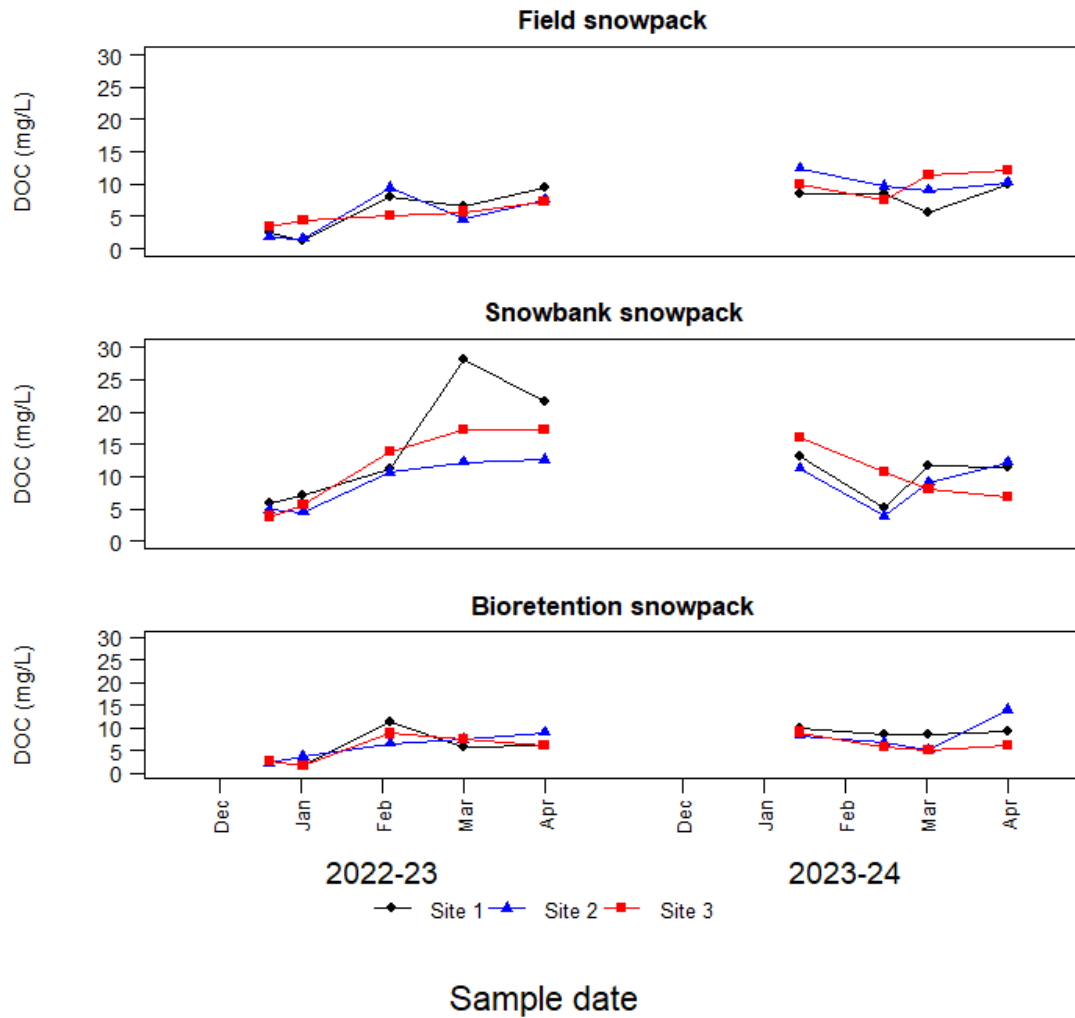 Field snowpack
DOC (mg/L)
30
25
20
15
10
5
0
Snowbank snowpack
DOC (mg/L)
30
25
20
15
10
5
0
Bioretention snowpack
DOC (mg/L)
30
25
20
15
10
5
0
Dec Jan Feb Mar Apr Dec Jan Feb Mar Apr
2022-23 2023-24
Site 1 Site 2 Site 3
Sample date